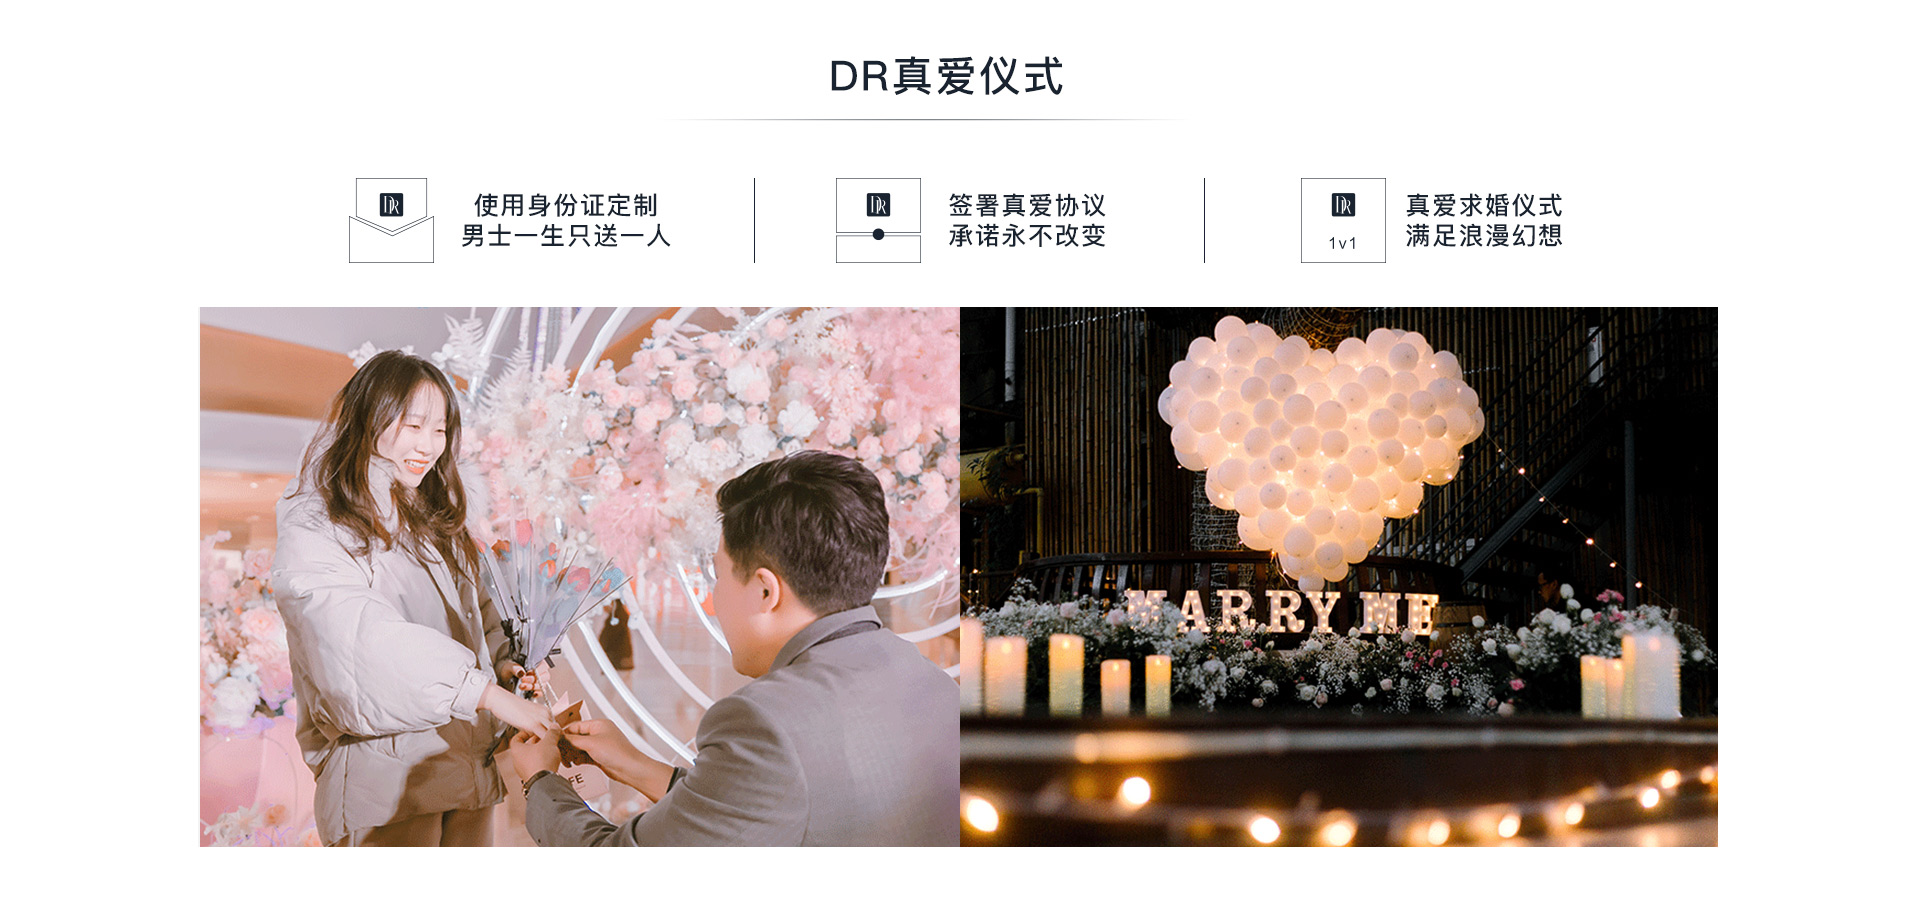 DR真爱仪式
DR
使用身份证定制
男士一生只送一人
DR
签署真爱协议
承诺永不改变
DR
1v1
真爱求婚仪式
满足浪漫幻想
MARRY ME